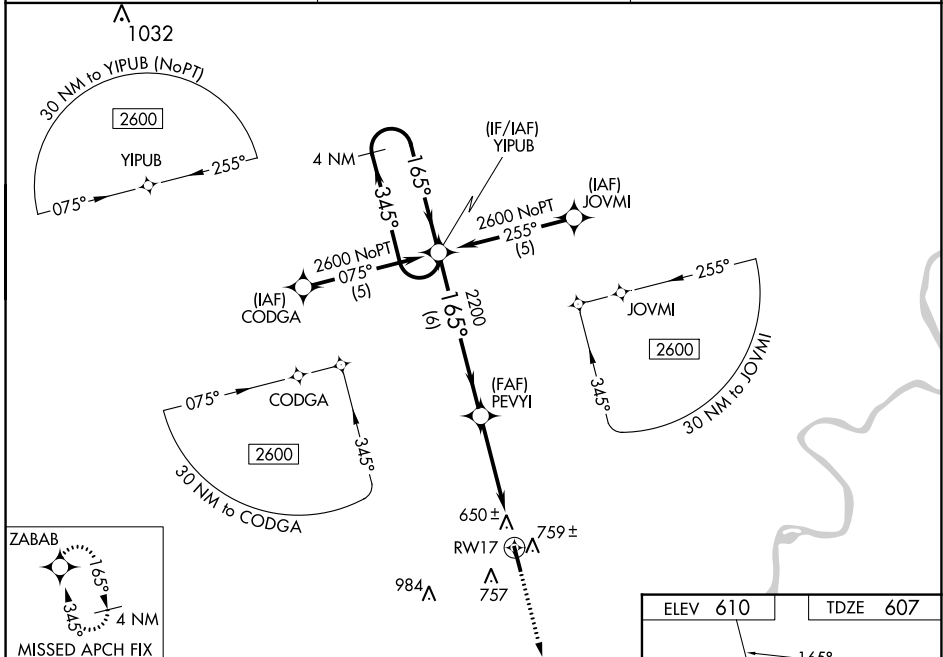 1032
30 NM to YIPUB (NoPT)
2600
YIPUB
075°
255°
4 NM
165°
345°
(IF/IAF)
YIPUB
(IAF)
JOVMI
2600 NoPT
255°
(5)
2600 NoPT
075°
(5)
(IAF)
CODGA
2200
165°
(6)
255°
JOVMI
2600
345°
30 NM to JOVMI
(FAF)
PEVYI
075°
CODGA
2600
345°
30 NM to CODGA
650±
RW17
759±
984
757
ZABAB
165°
345°
4 NM
MISSED APCH FIX
ELEV 610
TDZE 607
165°